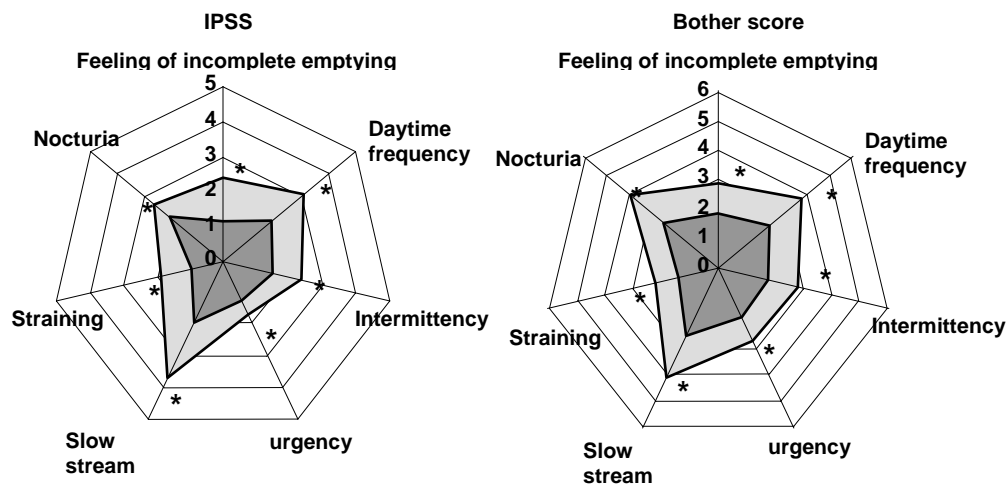 IPSS
Feeling of incomplete emptying
5
4
3
2
1
0
Nocturia
Daytime
frequency
*
*
*
*
*
*
*
Straining
Intermittency
Slow
stream
urgency
Bother score
Feeling of incomplete emptying
6
5
4
3
2
1
0
Nocturia
Daytime
frequency
*
*
*
*
*
*
*
Straining
Intermittency
Slow
stream
urgency